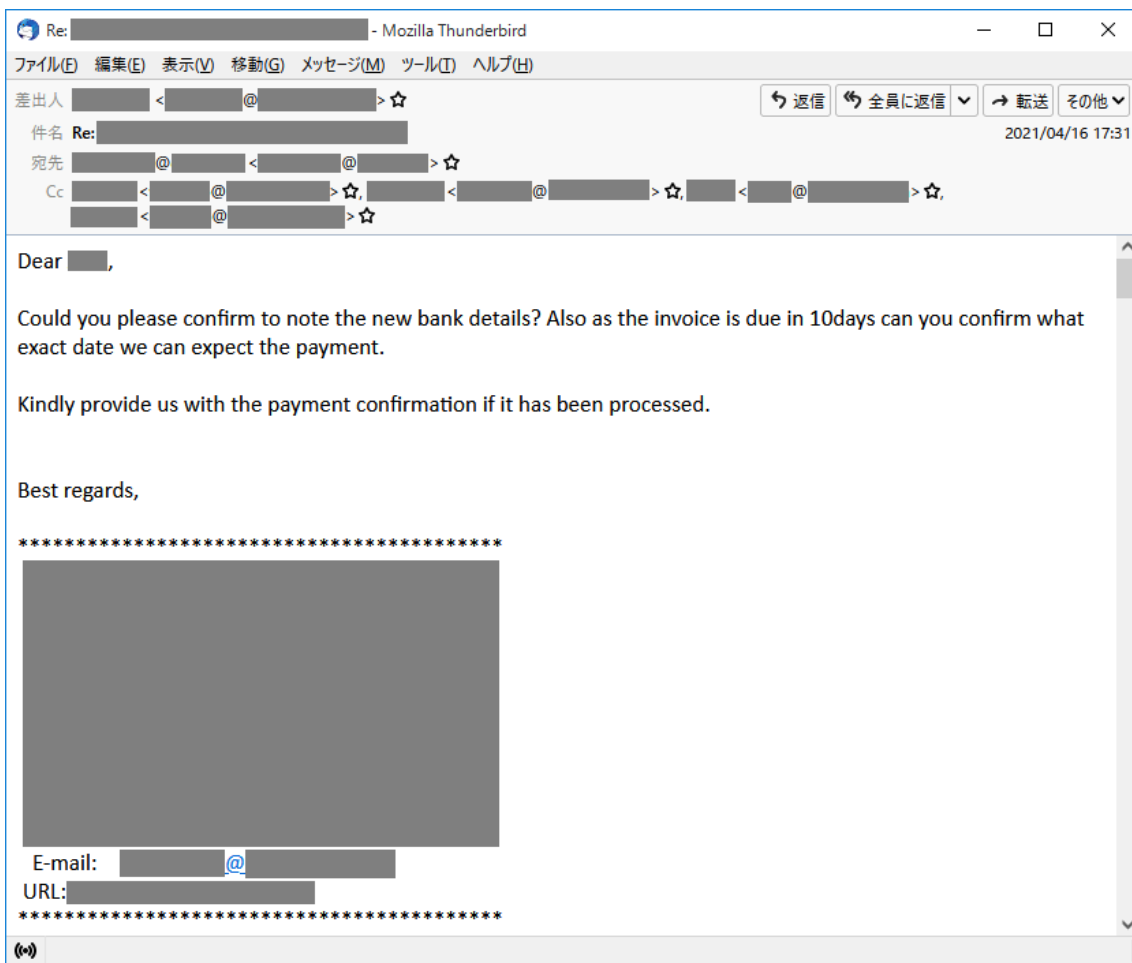 Re: - Mozilla Thunderbird
ファイル(F) 編集(E) 表示(V) 移動(G) メッセージ(M) ツール(T) ヘルプ(H)
差出人 < @ > ☆ 返信 全員に返信 転送 その他
件名 Re: 2021/04/16 17:31
宛先 @ < @ > ☆
Cc < @ > ☆, < @ > ☆, < @ > ☆,
< @ > ☆
Dear ,
Could you please confirm to note the new bank details? Also as the invoice is due in 10days can you confirm what
exact date we can expect the payment.
Kindly provide us with the payment confirmation if it has been processed.
Best regards,
******************************************
E-mail: @
URL:
******************************************